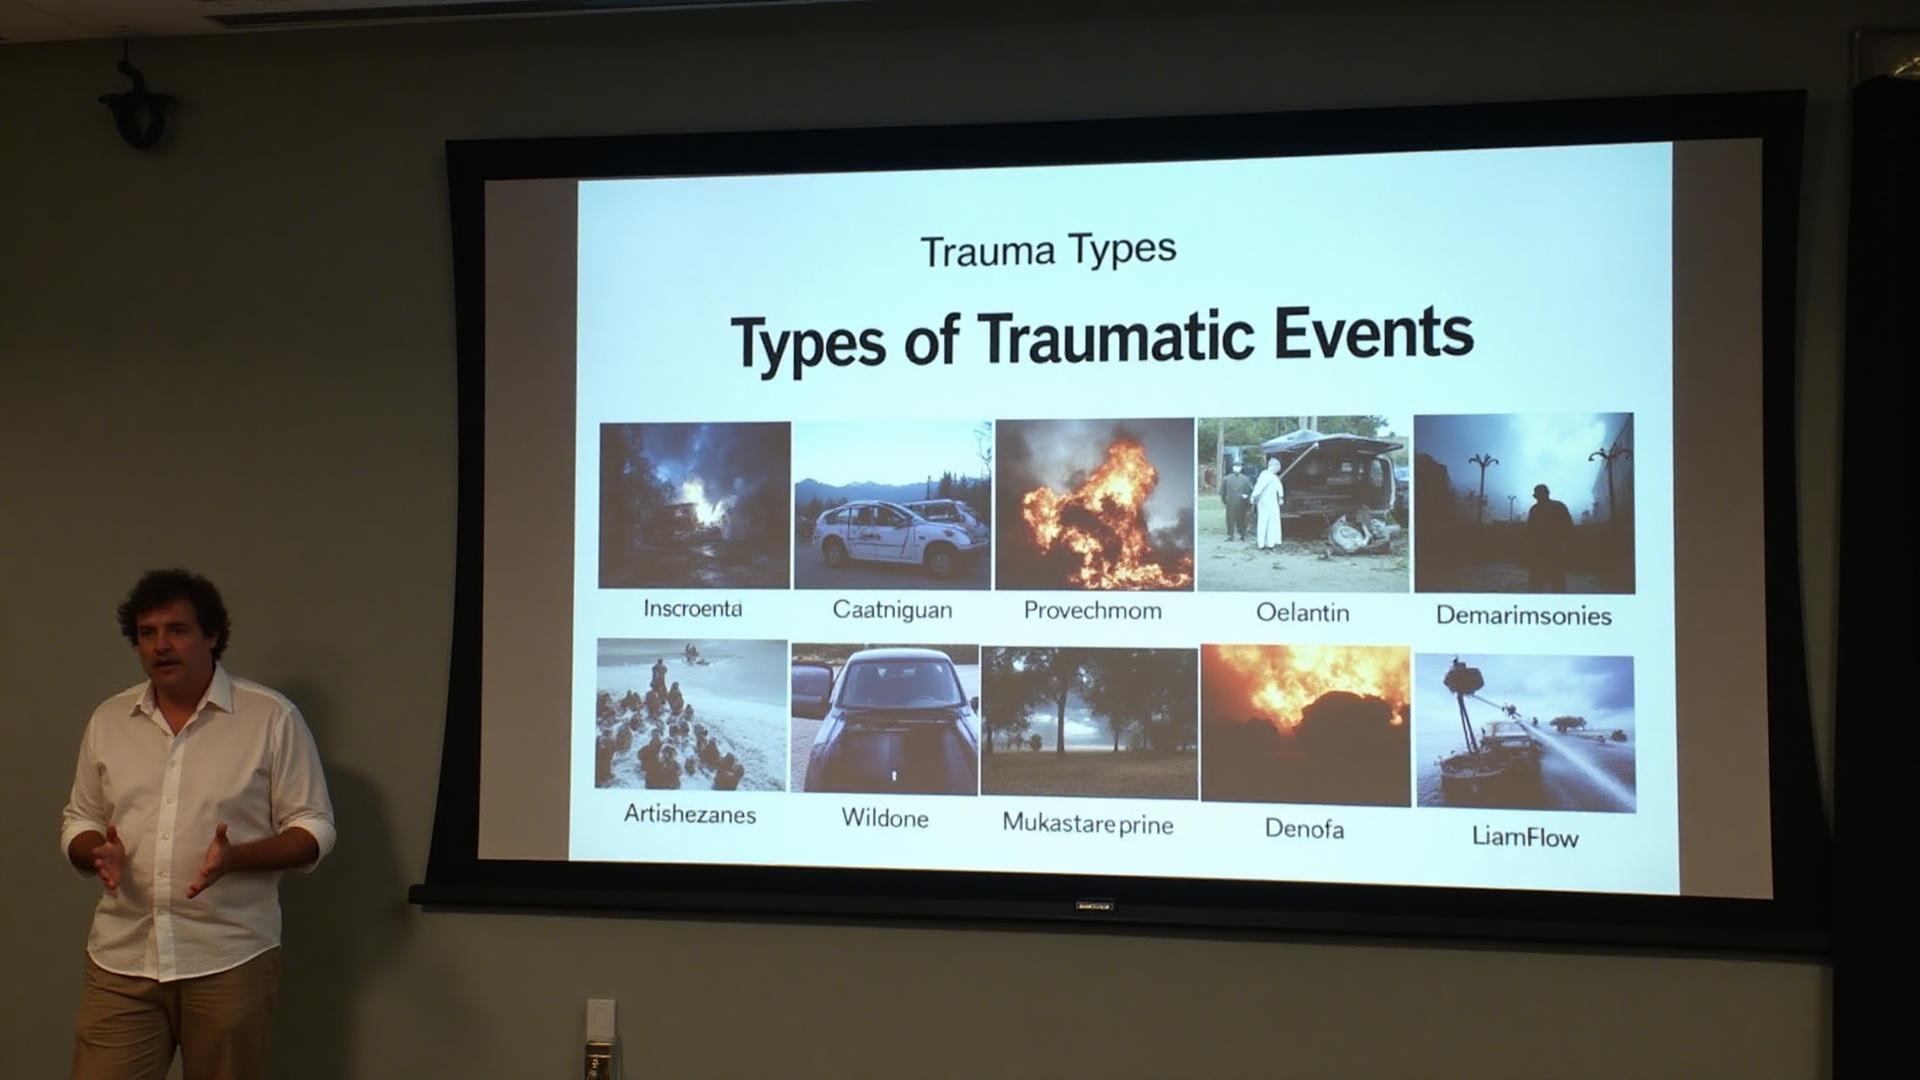 Trauma Types
Types of Traumatic Events
Inscroenta
Caatniguan
Provechmom
Oelantin
Demarimsonies
Artishezanes
Wildone
Mukastare prine
Denofa
LiamFlow